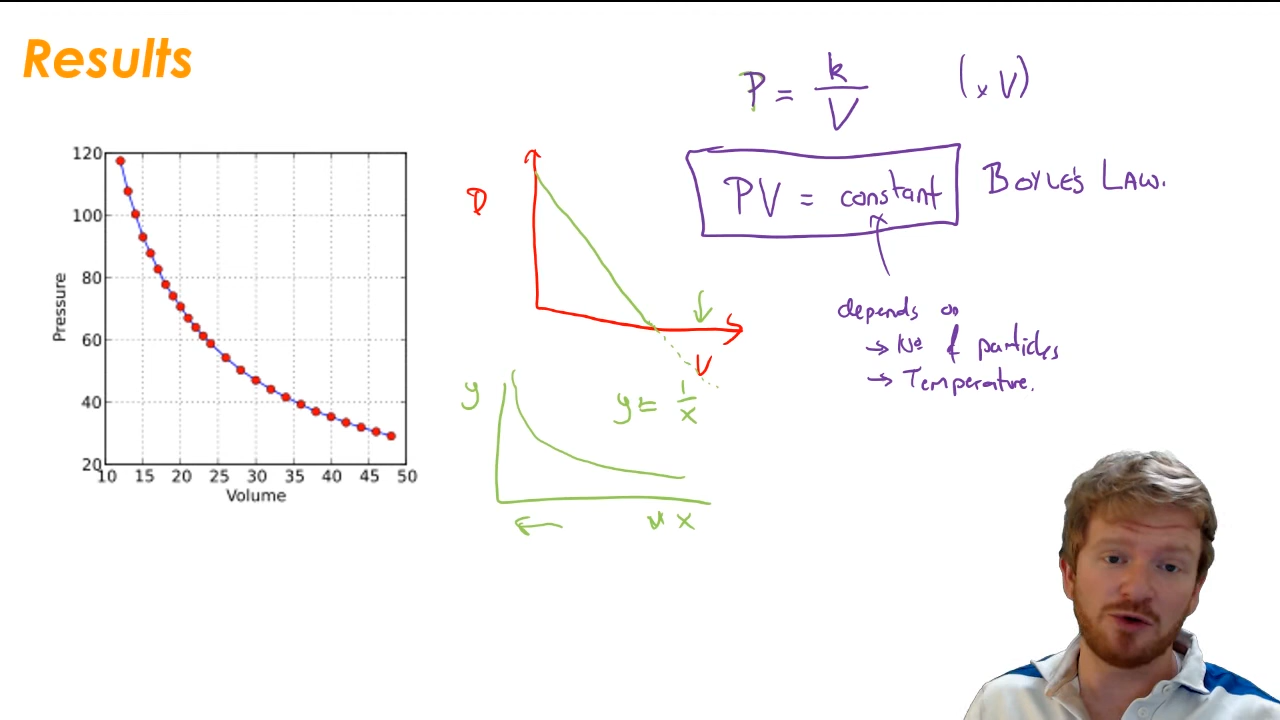 Results
P = k/V (x V)
PV = constant
BOYLE'S LAW.
depends on
→ No of particles
→ Temperature.
120
100
80
60
40
20
Pressure
10 15 20 25 30 35 40 45 50
Volume
P
V
y
y = 1/x
x